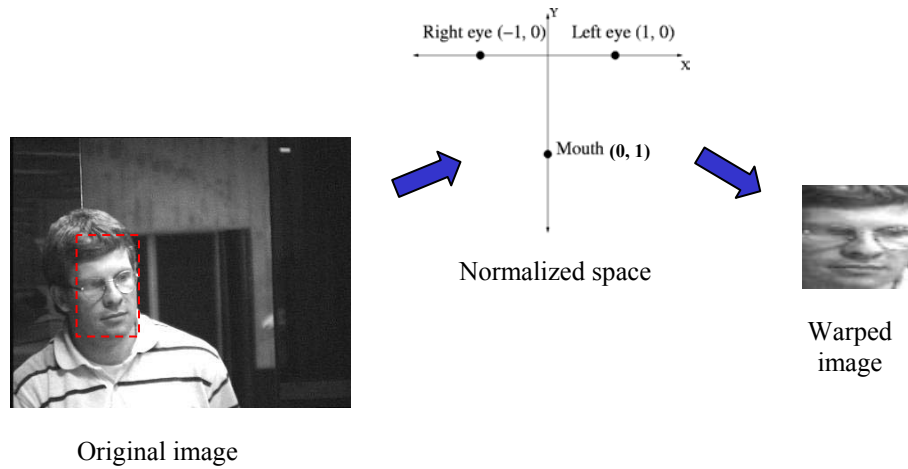 Y
Right eye (−1, 0) Left eye (1, 0)
X
Mouth (0, 1)
Normalized space
Warped
image
Original image